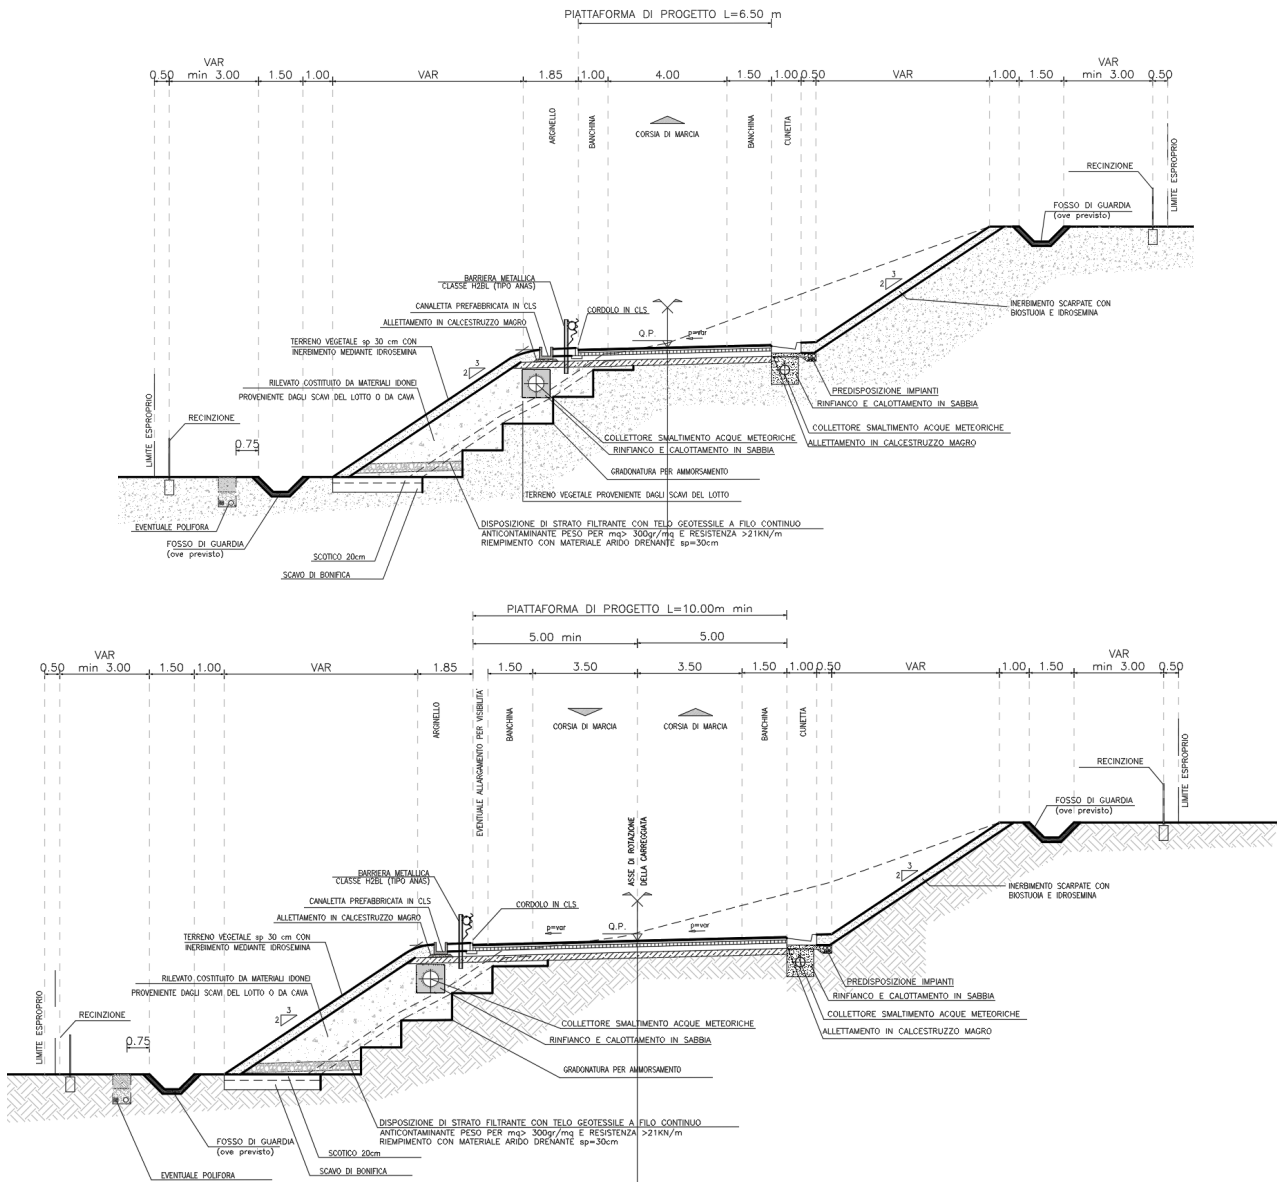 PIATTAFORMA DI PROGETTO L=6.50 m
VAR
VAR
0.50
min 3.00
1.50
1.00
VAR
1.85
1.00
4.00
1.50
1.00
0.50
VAR
1.00
1.50
min 3.00
0.50
ARGINELLO
BANCHINA
CORSIA DI MARCIA
BANCHINA
CUNETTA
LIMITE ESPROPRIO
RECINZIONE
FOSSO DI GUARDIA
(ove previsto)
BARRIERA METALLICA
CLASSE H2BL (TIPO ANAS)
3
2
INERBIMENTO SCARPATE CON
BIOSTUOIA E IDROSEMINA
CANALETTA PREFABBRICATA IN CLS
CORDOLO IN CLS
ALLETTAMENTO IN CALCESTRUZZO MAGRO
Q.P.
p=var
TERRENO VEGETALE sp 30 cm CON
INERBIMENTO MEDIANTE IDROSEMINA
3
2
RILEVATO COSTITUITO DA MATERIALI IDONEI
PROVENIENTE DAGLI SCAVI DEL LOTTO O DA CAVA
PREDISPOSIZIONE IMPIANTI
RINFIANCO E CALOTTAMENTO IN SABBIA
LIMITE ESPROPRIO
RECINZIONE
COLLETTORE SMALTIMENTO ACQUE METEORICHE
COLLETTORE SMALTIMENTO ACQUE METEORICHE
0.75
RINFIANCO E CALOTTAMENTO IN SABBIA
ALLETTAMENTO IN CALCESTRUZZO MAGRO
GRADONATURA PER AMMORSAMENTO
TERRENO VEGETALE PROVENIENTE DAGLI SCAVI DEL LOTTO
EVENTUALE POLIFORA
DISPOSIZIONE DI STRATO FILTRANTE CON TELO GEOTESSILE A FILO CONTINUO
ANTICONTAMINANTE PESO PER mq> 300gr/mq E RESISTENZA >21KN/m
RIEMPIMENTO CON MATERIALE ARIDO DRENANTE sp=30cm
FOSSO DI GUARDIA
(ove previsto)
SCOTICO 20cm
SCAVO DI BONIFICA
PIATTAFORMA DI PROGETTO L=10.00m min
5.00 min
5.00
VAR
VAR
0.50
min 3.00
1.50
1.00
VAR
1.85
1.50
3.50
3.50
1.50
1.00
0.50
VAR
1.00
1.50
min 3.00
0.50
ARGINELLO
EVENTUALE ALLARGAMENTO PER VISIBILITA'
BANCHINA
CORSIA DI MARCIA
CORSIA DI MARCIA
BANCHINA
CUNETTA
LIMITE ESPROPRIO
RECINZIONE
FOSSO DI GUARDIA
(ove previsto)
ASSE DI ROTAZIONE
DELLA CARREGGIATA
BARRIERA METALLICA
CLASSE H2BL (TIPO ANAS)
3
2
INERBIMENTO SCARPATE CON
BIOSTUOIA E IDROSEMINA
CANALETTA PREFABBRICATA IN CLS
CORDOLO IN CLS
ALLETTAMENTO IN CALCESTRUZZO MAGRO
p=var
Q.P.
p=var
TERRENO VEGETALE sp 30 cm CON
INERBIMENTO MEDIANTE IDROSEMINA
RILEVATO COSTITUITO DA MATERIALI IDONEI
PROVENIENTE DAGLI SCAVI DEL LOTTO O DA CAVA
PREDISPOSIZIONE IMPIANTI
RINFIANCO E CALOTTAMENTO IN SABBIA
LIMITE ESPROPRIO
RECINZIONE
3
2
COLLETTORE SMALTIMENTO ACQUE METEORICHE
COLLETTORE SMALTIMENTO ACQUE METEORICHE
ALLETTAMENTO IN CALCESTRUZZO MAGRO
0.75
RINFIANCO E CALOTTAMENTO IN SABBIA
GRADONATURA PER AMMORSAMENTO
DISPOSIZIONE DI STRATO FILTRANTE CON TELO GEOTESSILE A FILO CONTINUO
ANTICONTAMINANTE PESO PER mq> 300gr/mq E RESISTENZA >21KN/m
RIEMPIMENTO CON MATERIALE ARIDO DRENANTE sp=30cm
FOSSO DI GUARDIA
(ove previsto)
SCOTICO 20cm
SCAVO DI BONIFICA
EVENTUALE POLIFORA